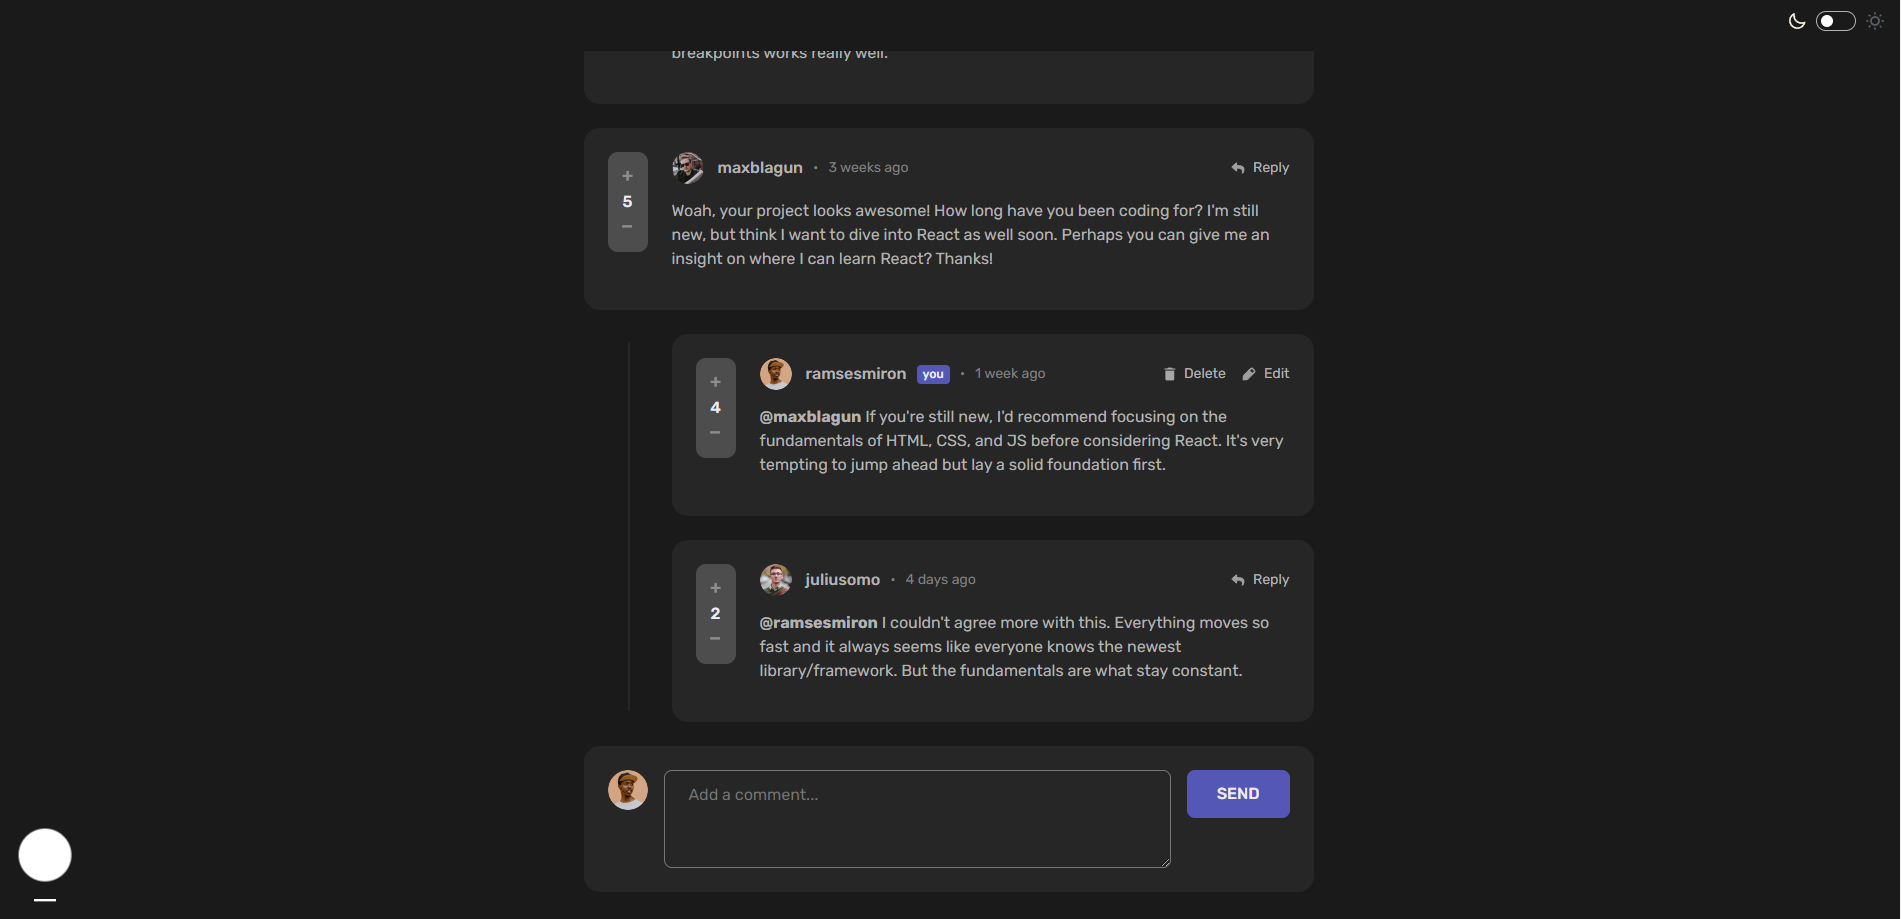 breakpoints works really well.
+
5
−
maxblagun • 3 weeks ago
Reply
Woah, your project looks awesome! How long have you been coding for? I'm still
new, but think I want to dive into React as well soon. Perhaps you can give me an
insight on where I can learn React? Thanks!
+
4
−
ramsesmiron you • 1 week ago
Delete Edit
@maxblagun If you're still new, I'd recommend focusing on the
fundamentals of HTML, CSS, and JS before considering React. It's very
tempting to jump ahead but lay a solid foundation first.
+
2
−
juliusomo • 4 days ago
Reply
@ramsesmiron I couldn't agree more with this. Everything moves so
fast and it always seems like everyone knows the newest
library/framework. But the fundamentals are what stay constant.
Add a comment...
SEND